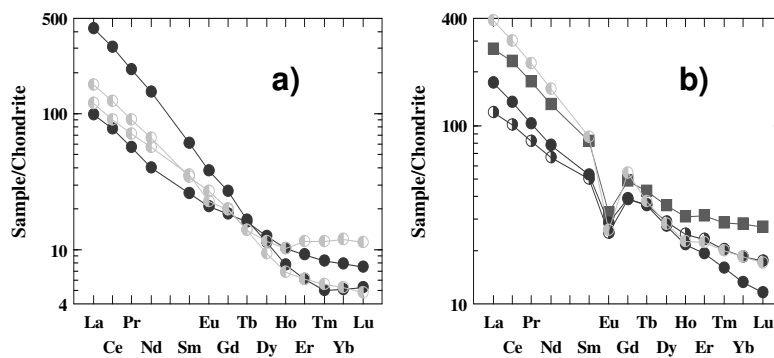 500
100
10
4
Sample/Chondrite
a)
La Pr Eu Tb Ho Tm Lu
Ce Nd Sm Gd Dy Er Yb
400
100
10
Sample/Chondrite
b)
La Pr Eu Tb Ho Tm Lu
Ce Nd Sm Gd Dy Er Yb